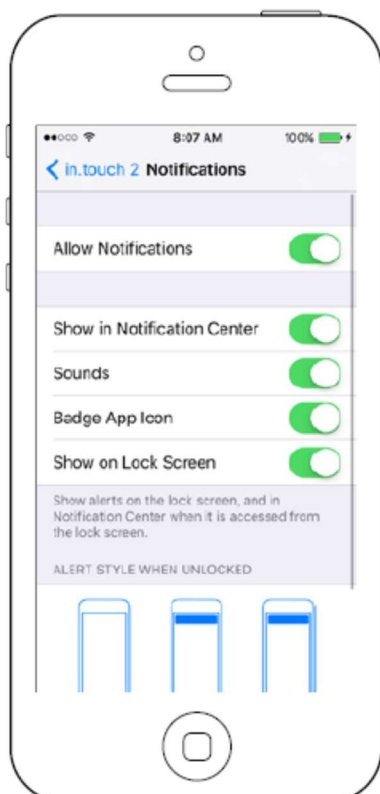 8:07 AM 100%
in.touch 2 Notifications
Allow Notifications
Show in Notification Center
Sounds
Badge App Icon
Show on Lock Screen
Show alerts on the lock screen, and in
Notification Center when it is accessed from
the lock screen.
ALERT STYLE WHEN UNLOCKED